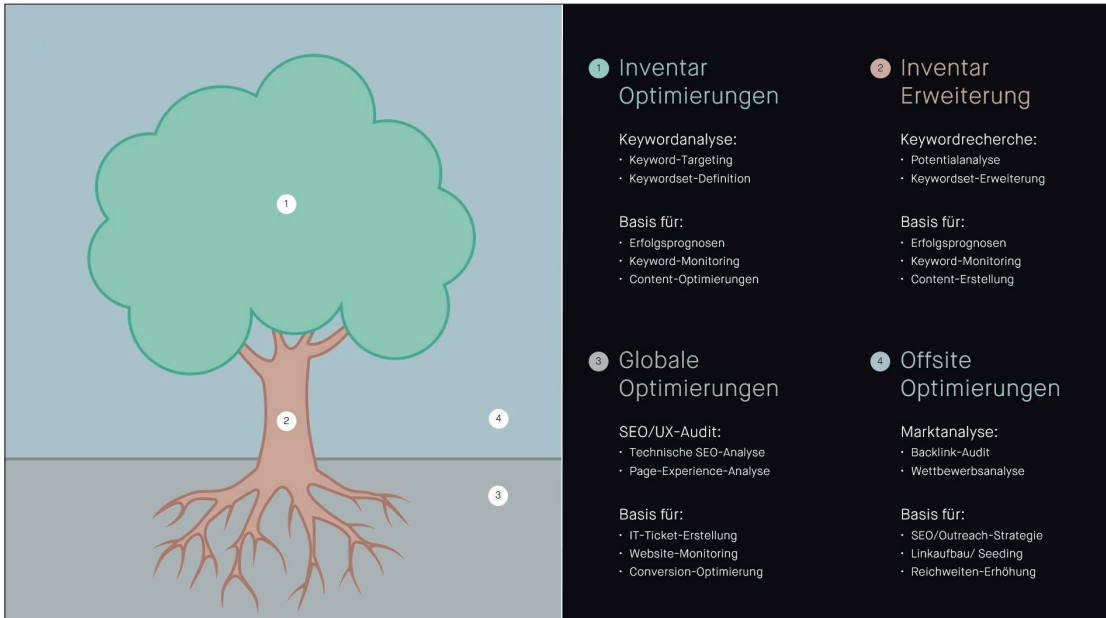 1
2
4
3
1 Inventar
Optimierungen
Keywordanalyse:
· Keyword-Targeting
· Keywordset-Definition
Basis für:
· Erfolgsprognosen
· Keyword-Monitoring
· Content-Optimierungen
2 Inventar
Erweiterung
Keywordrecherche:
· Potentialanalyse
· Keywordset-Erweiterung
Basis für:
· Erfolgsprognosen
· Keyword-Monitoring
· Content-Erstellung
3 Globale
Optimierungen
SEO/UX-Audit:
· Technische SEO-Analyse
· Page-Experience-Analyse
Basis für:
· IT-Ticket-Erstellung
· Website-Monitoring
· Conversion-Optimierung
4 Offsite
Optimierungen
Marktanalyse:
· Backlink-Audit
· Wettbewerbsanalyse
Basis für:
· SEO/Outreach-Strategie
· Linkaufbau/ Seeding
· Reichweiten-Erhöhung